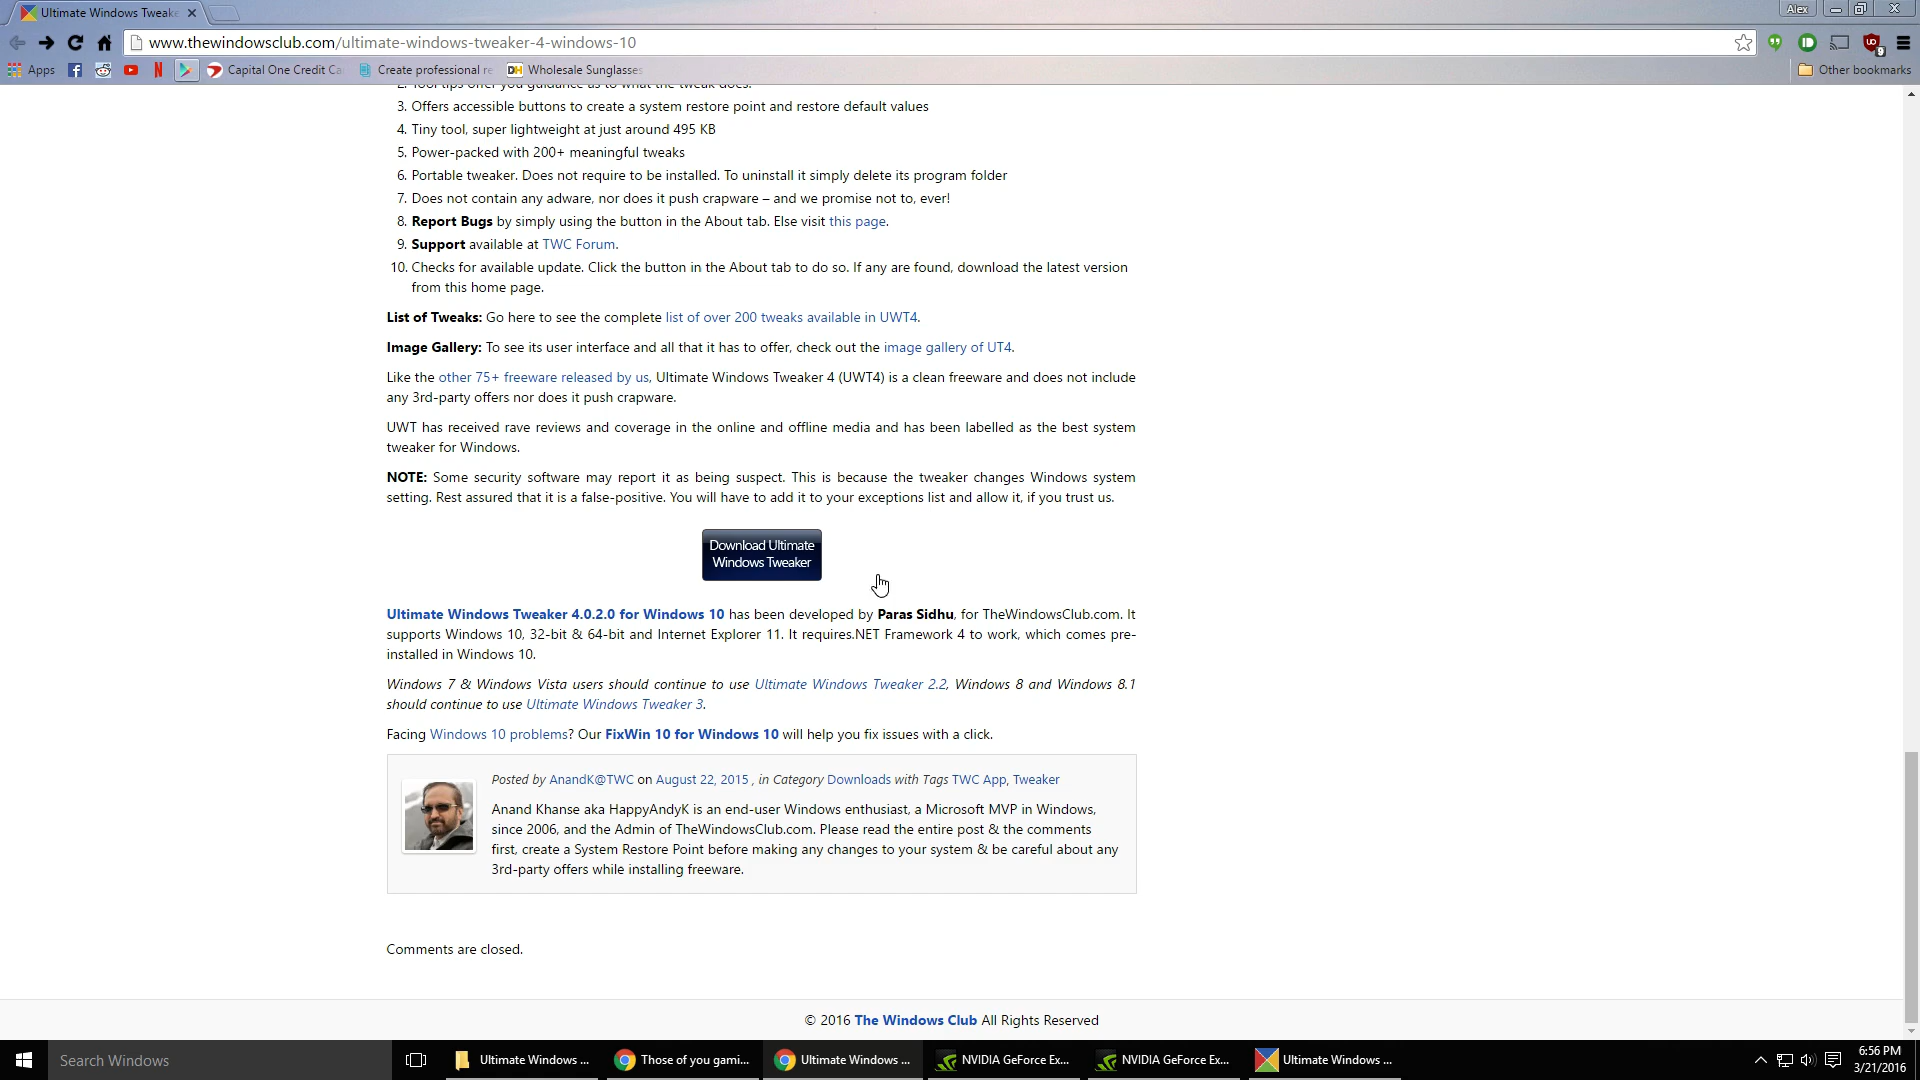 Ultimate Windows Tweake
Alex
www.thewindowsclub.com/ultimate-windows-tweaker-4-windows-10
Apps
Capital One Credit Ca
Create professional re
DH Wholesale Sunglasses
Other bookmarks
2. Tool tips offer you guidance as to what the tweak does.
3. Offers accessible buttons to create a system restore point and restore default values
4. Tiny tool, super lightweight at just around 495 KB
5. Power-packed with 200+ meaningful tweaks
6. Portable tweaker. Does not require to be installed. To uninstall it simply delete its program folder
7. Does not contain any adware, nor does it push crapware – and we promise not to, ever!
8. Report Bugs by simply using the button in the About tab. Else visit this page.
9. Support available at TWC Forum.
10. Checks for available update. Click the button in the About tab to do so. If any are found, download the latest version
from this home page.
List of Tweaks: Go here to see the complete list of over 200 tweaks available in UWT4.
Image Gallery: To see its user interface and all that it has to offer, check out the image gallery of UT4.
Like the other 75+ freeware released by us, Ultimate Windows Tweaker 4 (UWT4) is a clean freeware and does not include
any 3rd-party offers nor does it push crapware.
UWT has received rave reviews and coverage in the online and offline media and has been labelled as the best system
tweaker for Windows.
NOTE: Some security software may report it as being suspect. This is because the tweaker changes Windows system
setting. Rest assured that it is a false-positive. You will have to add it to your exceptions list and allow it, if you trust us.
Download Ultimate
Windows Tweaker
Ultimate Windows Tweaker 4.0.2.0 for Windows 10 has been developed by Paras Sidhu, for TheWindowsClub.com. It
supports Windows 10, 32-bit & 64-bit and Internet Explorer 11. It requires.NET Framework 4 to work, which comes pre-
installed in Windows 10.
Windows 7 & Windows Vista users should continue to use Ultimate Windows Tweaker 2.2, Windows 8 and Windows 8.1
should continue to use Ultimate Windows Tweaker 3.
Facing Windows 10 problems? Our FixWin 10 for Windows 10 will help you fix issues with a click.
Posted by AnandK@TWC on August 22, 2015 , in Category Downloads with Tags TWC App, Tweaker
Anand Khanse aka HappyAndyK is an end-user Windows enthusiast, a Microsoft MVP in Windows,
since 2006, and the Admin of TheWindowsClub.com. Please read the entire post & the comments
first, create a System Restore Point before making any changes to your system & be careful about any
3rd-party offers while installing freeware.
Comments are closed.
© 2016 The Windows Club All Rights Reserved
Search Windows
Ultimate Windows ...
Those of you gami...
Ultimate Windows ...
NVIDIA GeForce Ex...
NVIDIA GeForce Ex...
Ultimate Windows ...
6:56 PM
3/21/2016